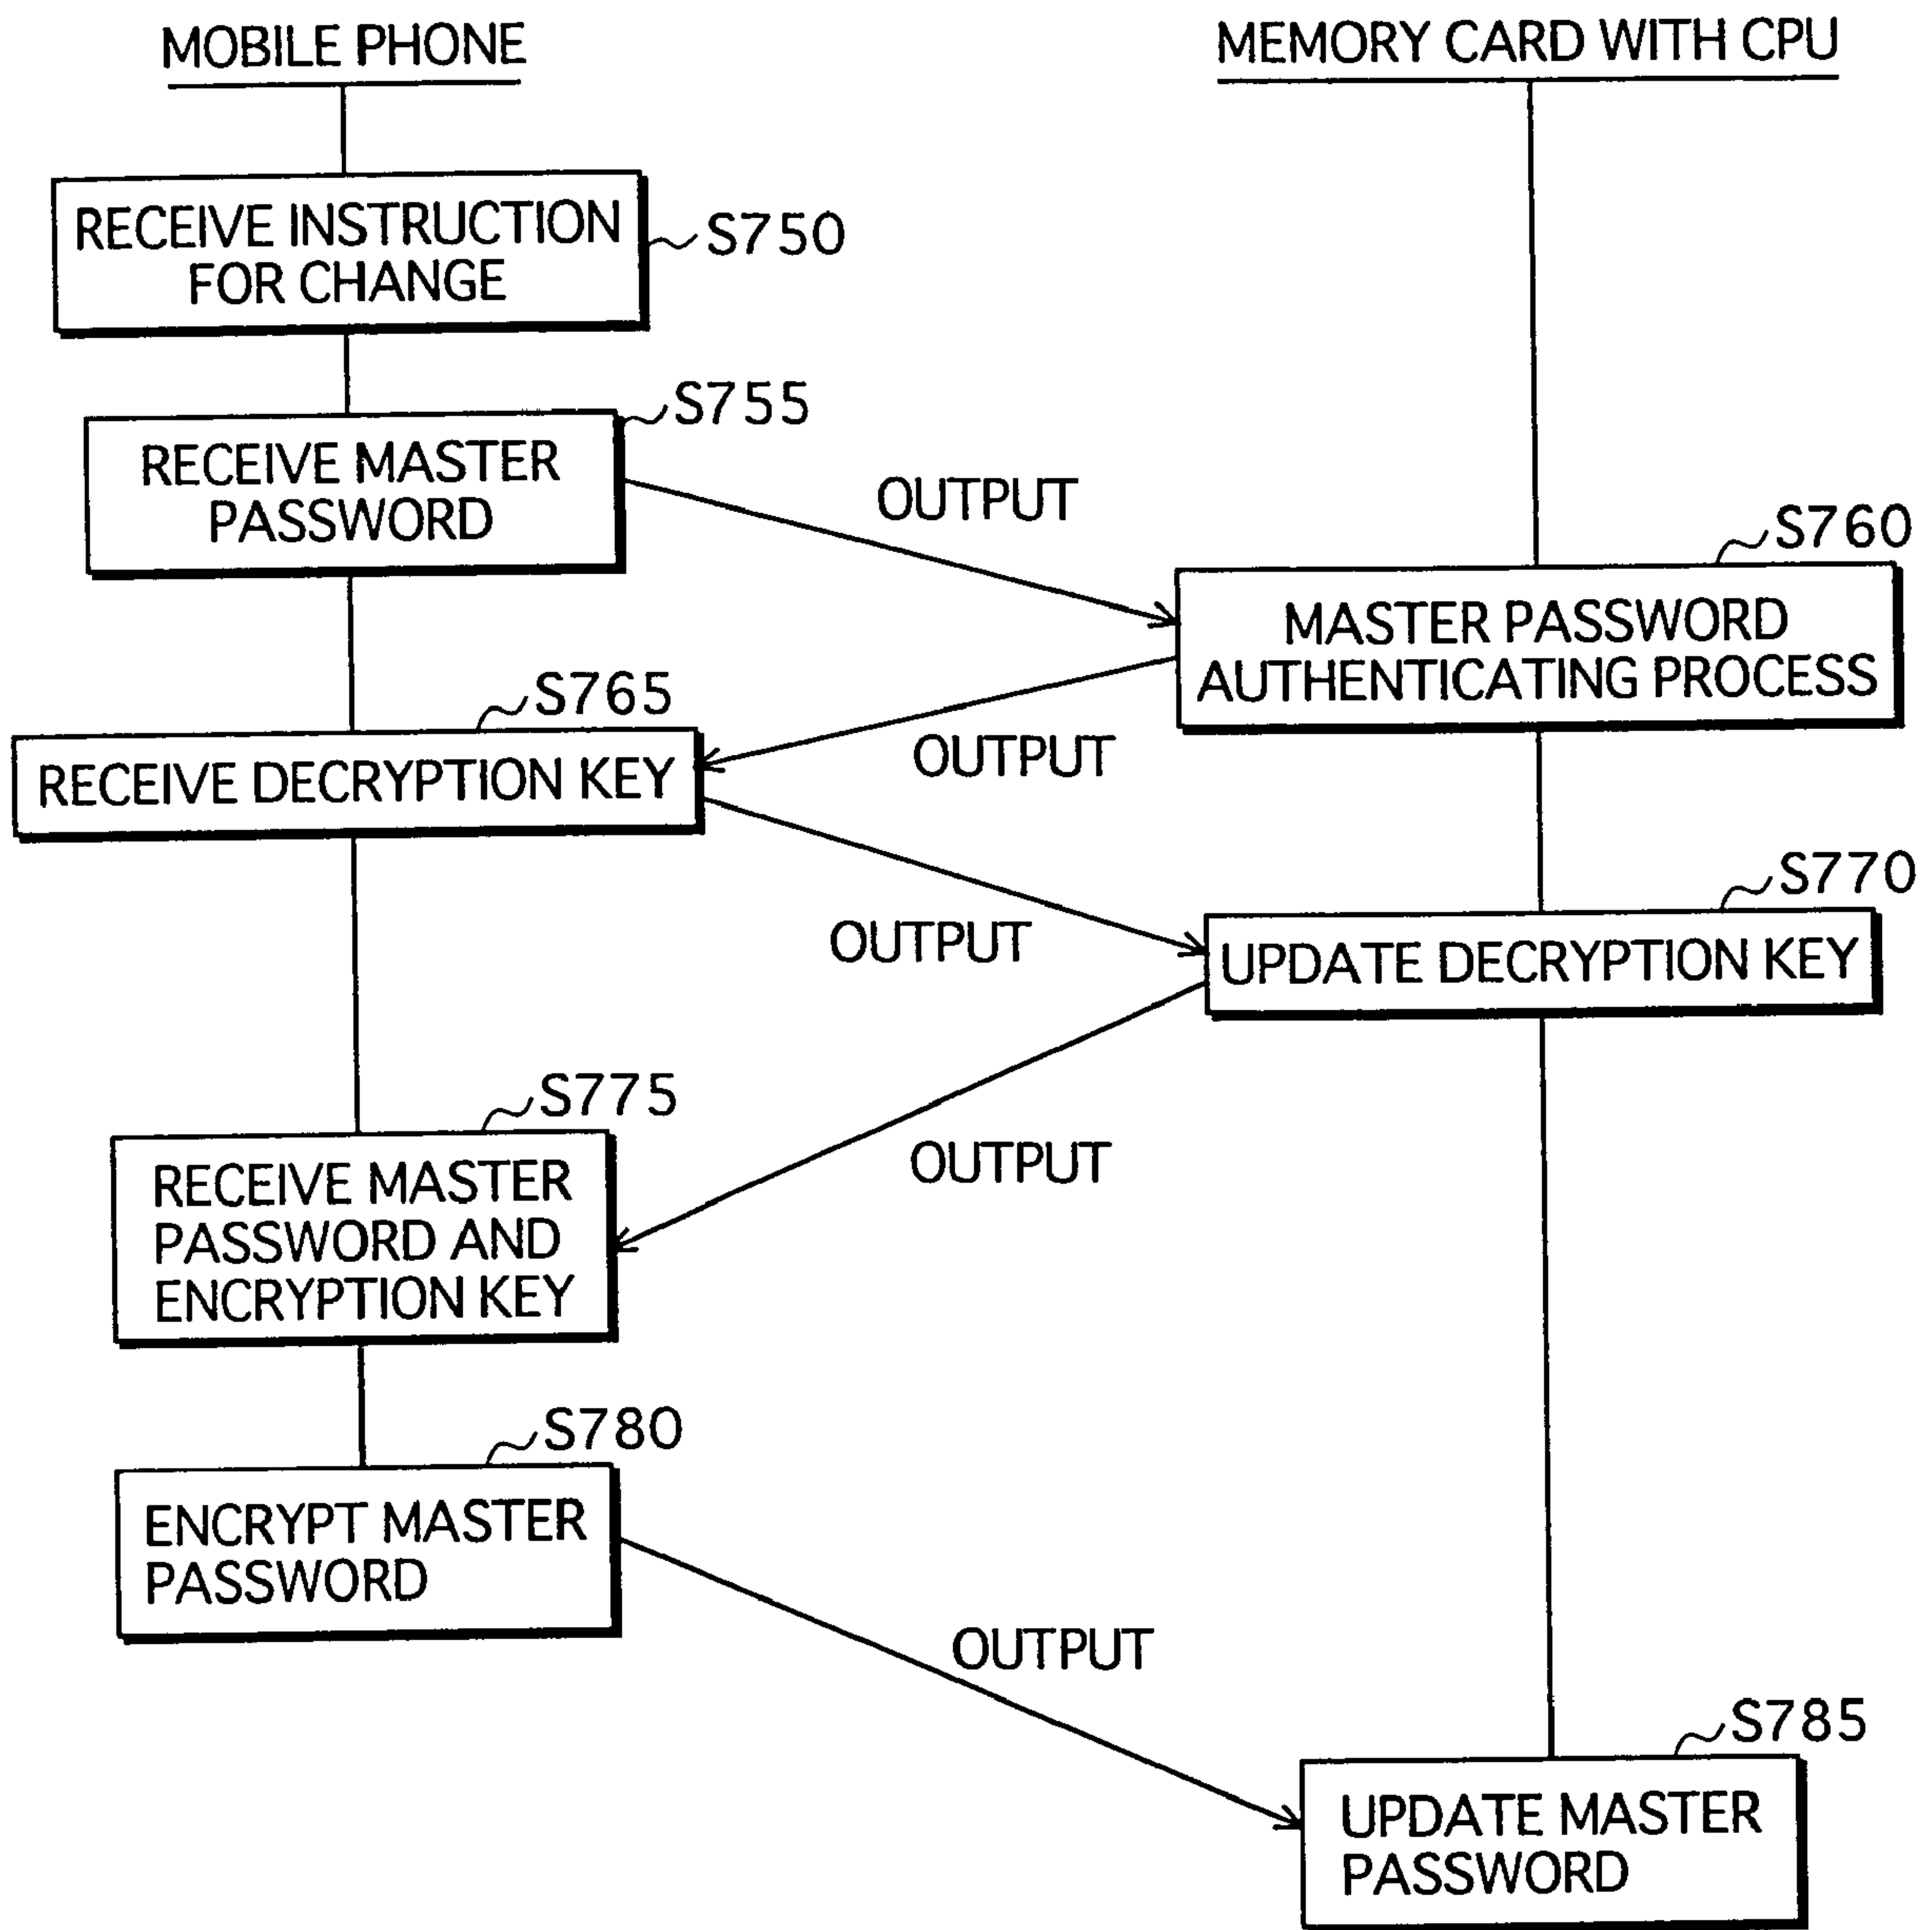 MOBILE PHONE
MEMORY CARD WITH CPU
RECEIVE INSTRUCTION
FOR CHANGE
S750
S755
RECEIVE MASTER
PASSWORD
OUTPUT
S760
MASTER PASSWORD
AUTHENTICATING PROCESS
S765
RECEIVE DECRYPTION KEY
OUTPUT
S770
OUTPUT
UPDATE DECRYPTION KEY
S775
RECEIVE MASTER
PASSWORD AND
ENCRYPTION KEY
OUTPUT
S780
ENCRYPT MASTER
PASSWORD
OUTPUT
S785
UPDATE MASTER
PASSWORD